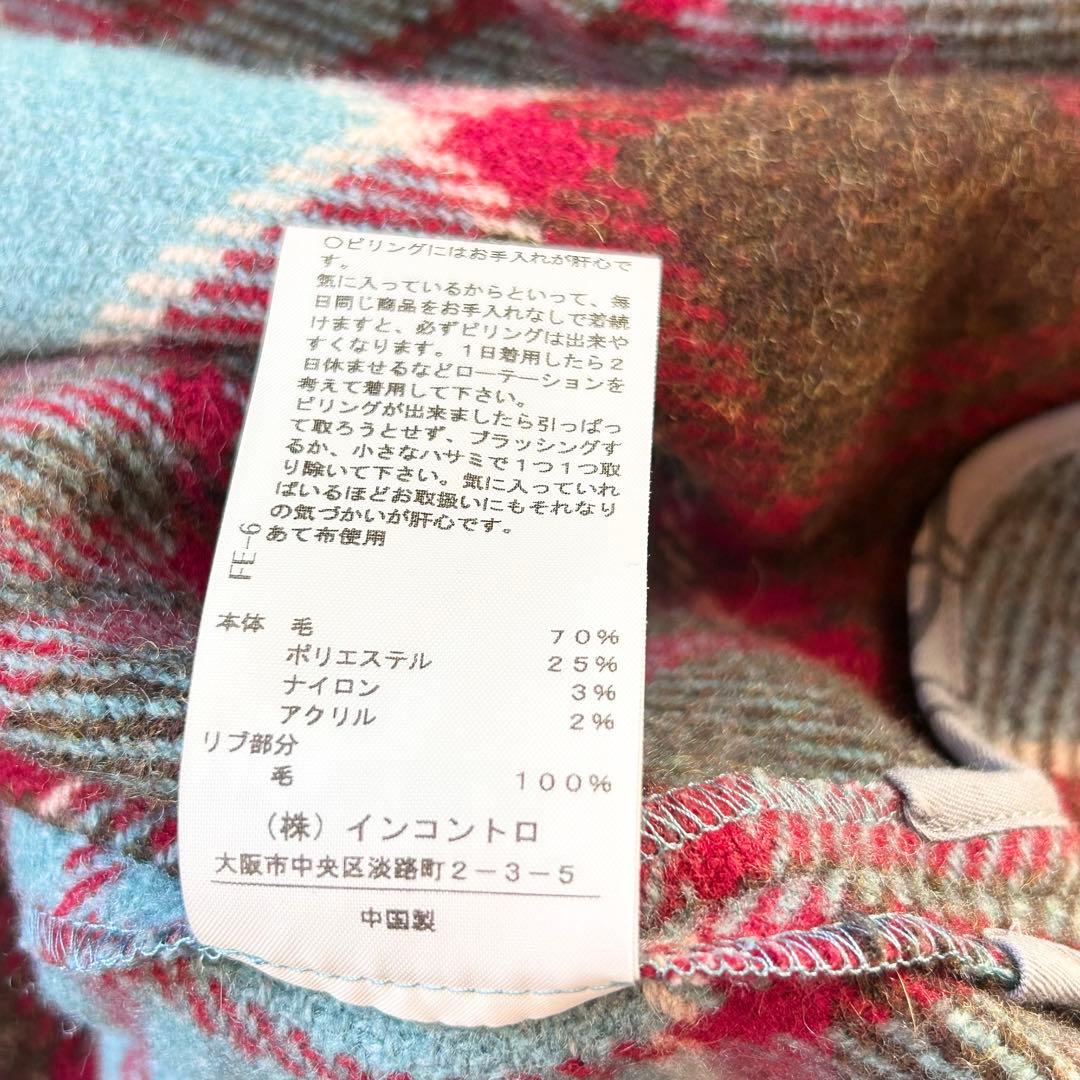 ○ピリングにはお手入れが肝心で
す。
気に入っているからといって、毎
日同じ商品をお手入れなしで着続
けますと、必ずピリングは出来や
すくなります。1日着用したら2
日休ませるなどローテーションを
考えて着用して下さい。
ピリングが出来ましたら引っぱっ
て取ろうとせず、ブラッシングす
るか、小さなハサミで1つ1つ取
り除いて下さい。気に入っていれ
ばいるほどお取扱いにもそれなり
の気づかいが肝心です。
あて布使用
FE-6
本体 毛 70%
ポリエステル 25%
ナイロン 3%
アクリル 2%
リブ部分
毛 100%
(株)インコントロ
大阪市中央区淡路町2-3-5
中国製